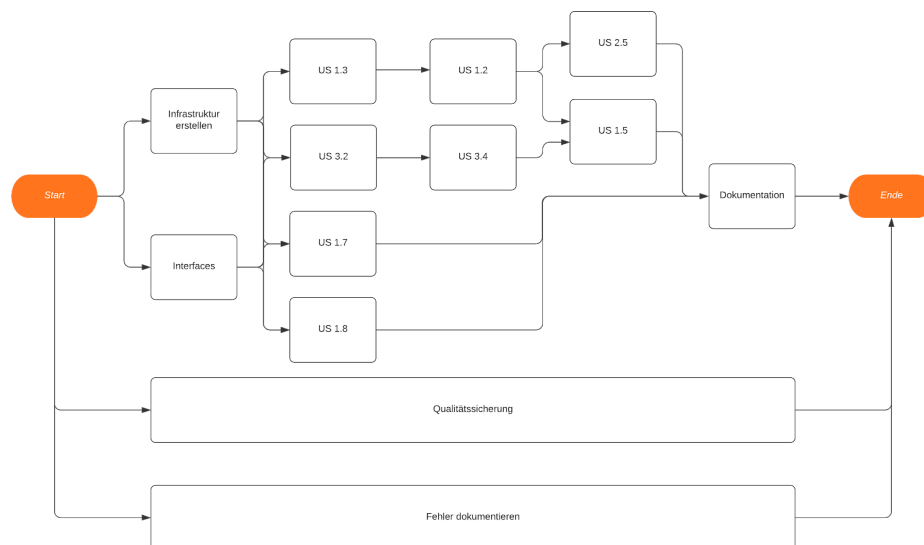 US 2.5
US 1.3
US 1.2
Infrastruktur
erstellen
US 1.5
US 3.2
US 3.4
Start
Dokumentation
Ende
US 1.7
Interfaces
US 1.8
Qualitätssicherung
Fehler dokumentieren